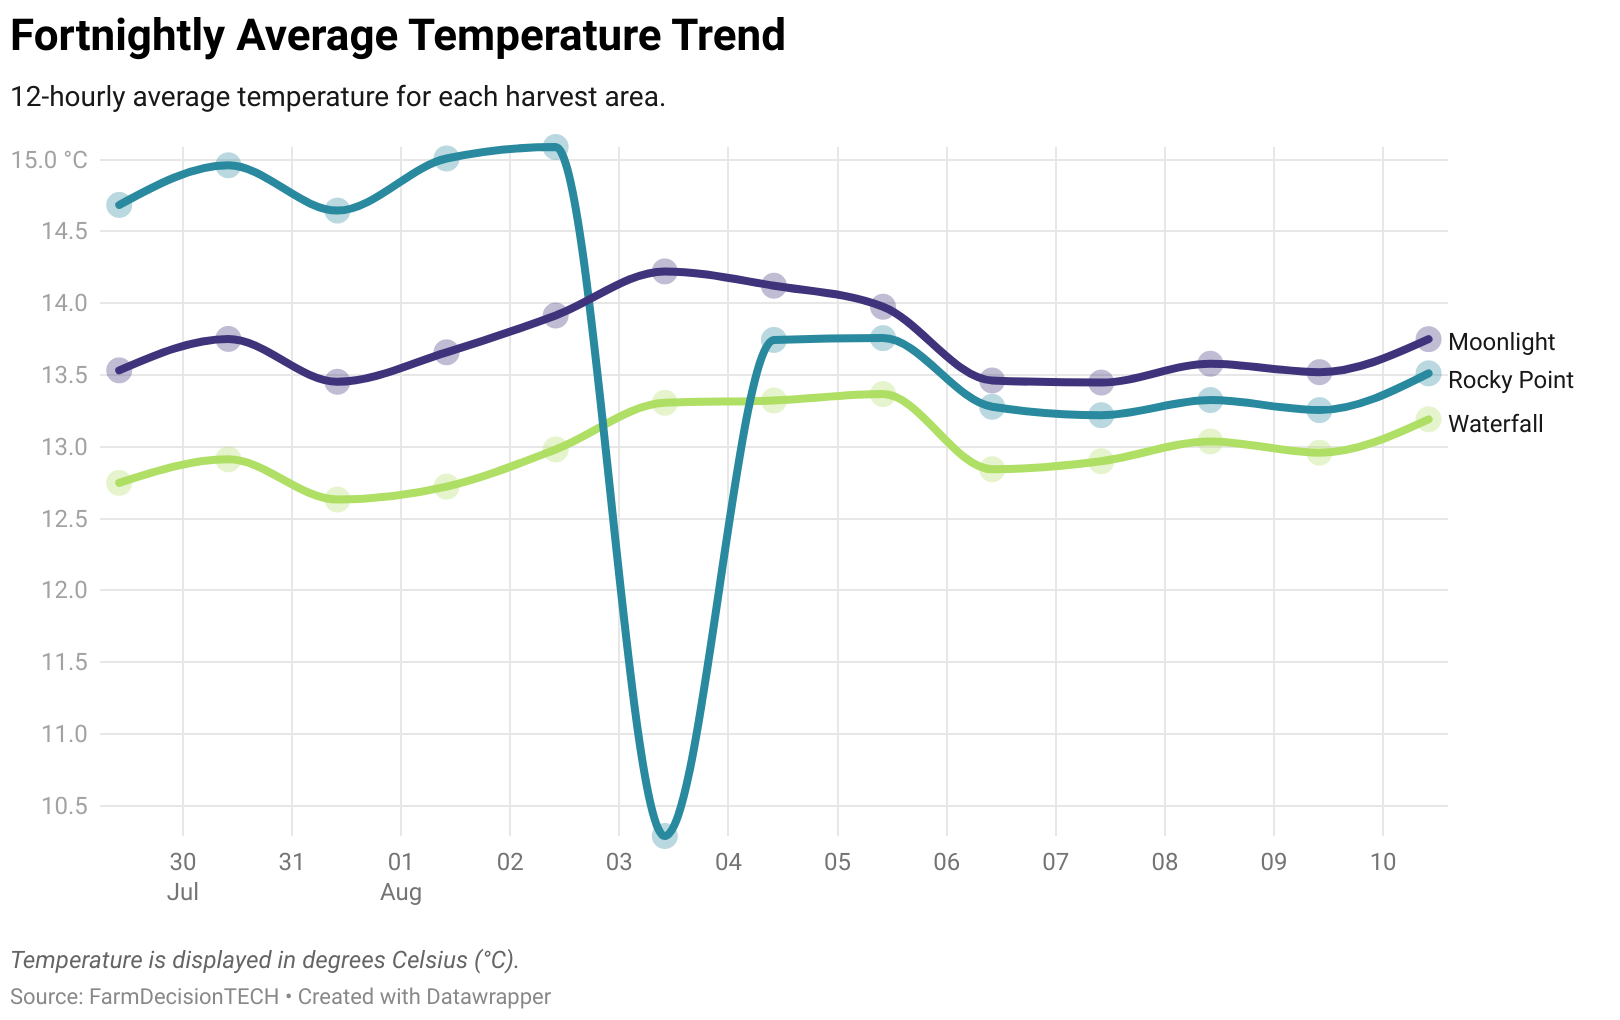 Fortnightly Average Temperature Trend
12-hourly average temperature for each harvest area.
15.0 °C
14.5
14.0
13.5
13.0
12.5
12.0
11.5
11.0
10.5
Moonlight
Rocky Point
Waterfall
30 31 01 02 03 04 05 06 07 08 09 10
Jul Aug
Temperature is displayed in degrees Celsius (°C).
Source: FarmDecisionTECH • Created with Datawrapper